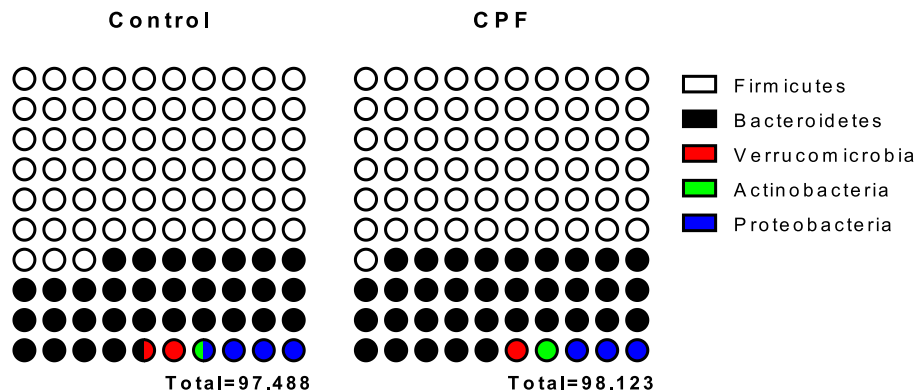 Control
CPF
Firmicutes
Bacteroidetes
Verrucomicrobia
Actinobacteria
Proteobacteria
Total=97.488
Total=98.123